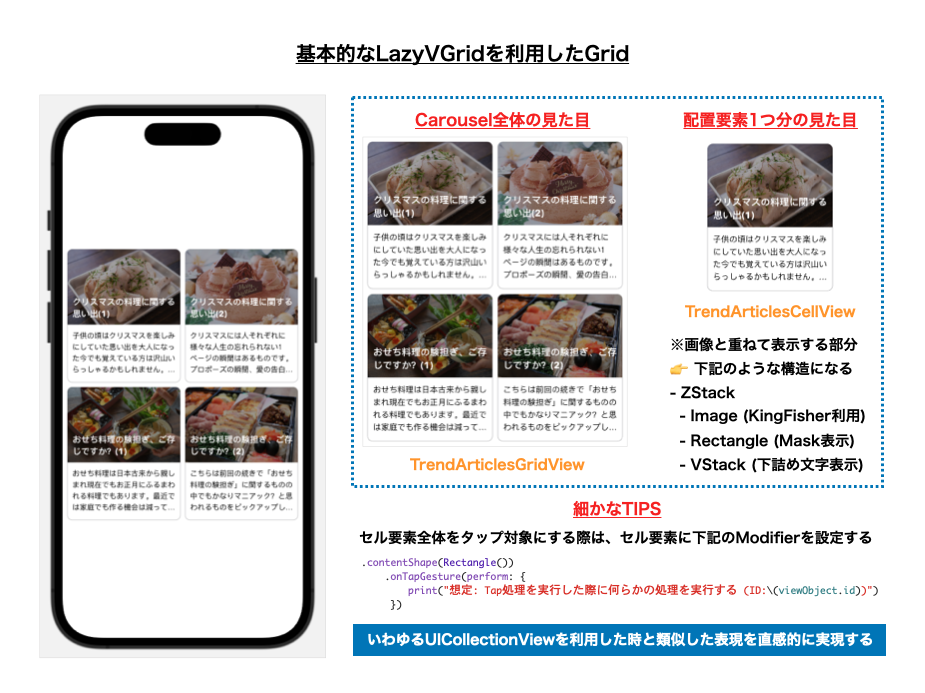 基本的なLazyVGridを利用したGrid
クリスマスの料理に関する
思い出(1)
子供の頃はクリスマスを楽しみ
にしていた思い出を大人になっ
た今でも覚えている方は沢山い
らっしゃるかもしれません。...
クリスマスの料理に関する
思い出(2)
クリスマスには人それぞれに
様々な人生の忘れられない1
ページの瞬間はあるものです。
プロポーズの瞬間、愛の告白...
おせち料理の験担ぎ、ご存
じですか? (1)
おせち料理は日本古来から親し
まれ現在でもお正月にふるまわ
れる料理でもあります。最近で
は家庭でも作る機会は減って...
おせち料理の験担ぎ、ご存
じですか? (2)
こちらは前回の続きで「おせち
料理の験担ぎ」に関するものの
中でもかなりマニアック? と思
われるものをピックアップし...
Carousel全体の見た目
クリスマスの料理に関する
思い出(1)
子供の頃はクリスマスを楽しみ
にしていた思い出を大人になっ
た今でも覚えている方は沢山い
らっしゃるかもしれません。...
クリスマスの料理に関する
思い出(2)
クリスマスには人それぞれに
様々な人生の忘れられない1
ページの瞬間はあるものです。
プロポーズの瞬間、愛の告白...
おせち料理の験担ぎ、ご存
じですか? (1)
おせち料理は日本古来から親し
まれ現在でもお正月にふるまわ
れる料理でもあります。最近で
は家庭でも作る機会は減って...
おせち料理の験担ぎ、ご存
じですか? (2)
こちらは前回の続きで「おせち
料理の験担ぎ」に関するものの
中でもかなりマニアック? と思
われるものをピックアップし...
TrendArticlesGridView
配置要素1つ分の見た目
クリスマスの料理に関する
思い出(1)
子供の頃はクリスマスを楽しみ
にしていた思い出を大人になっ
た今でも覚えている方は沢山い
らっしゃるかもしれません。...
TrendArticlesCellView
※画像と重ねて表示する部分
👉 下記のような構造になる
- ZStack
- Image (KingFisher利用)
- Rectangle (Mask表示)
- VStack (下詰め文字表示)
細かなTIPS
セル要素全体をタップ対象にする際は、セル要素に下記のModifierを設定する
.contentShape(Rectangle())
.onTapGesture(perform: {
print("想定: Tap処理を実行した際に何らかの処理を実行する (ID:\(viewObject.id))")
})
いわゆるUICollectionViewを利用した時と類似した表現を直感的に実現する